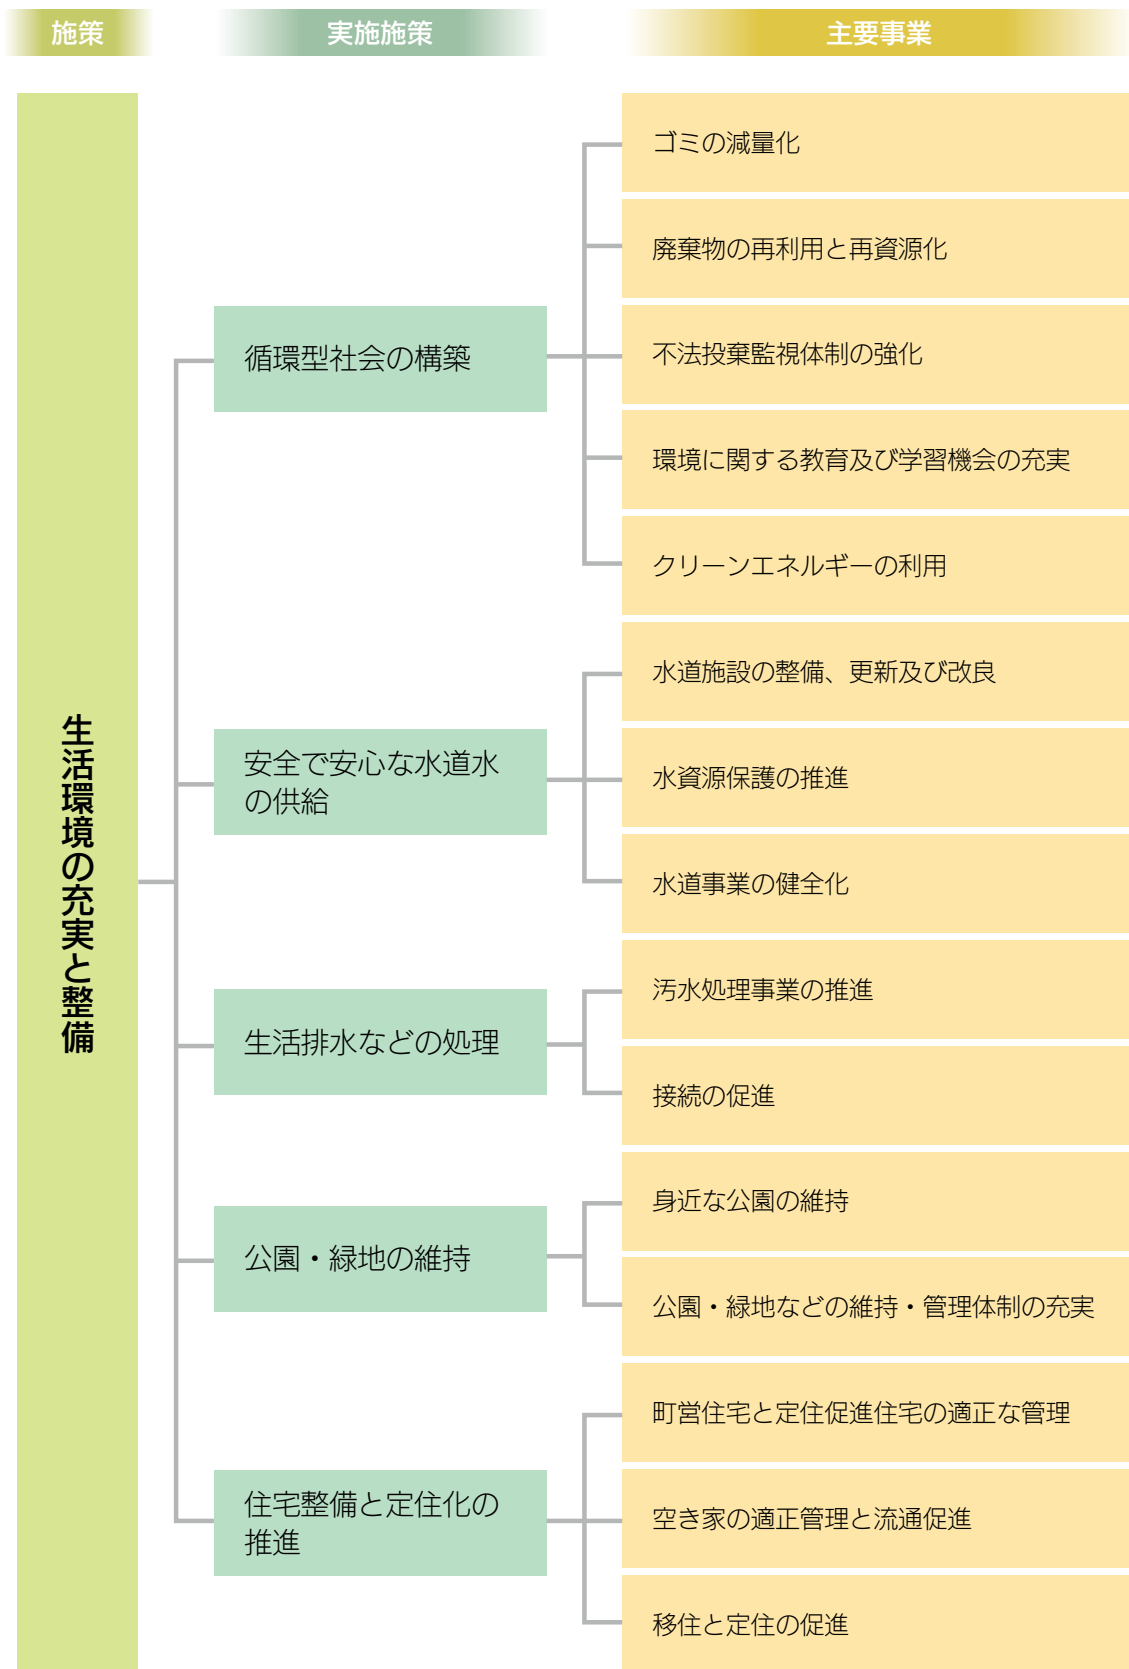 施策
実施施策
主要事業
生活環境の充実と整備
循環型社会の構築
ゴミの減量化
廃棄物の再利用と再資源化
不法投棄監視体制の強化
環境に関する教育及び学習機会の充実
クリーンエネルギーの利用
安全で安心な水道水
の供給
水道施設の整備、更新及び改良
水資源保護の推進
水道事業の健全化
生活排水などの処理
汚水処理事業の推進
接続の促進
公園・緑地の維持
身近な公園の維持
公園・緑地などの維持・管理体制の充実
住宅整備と定住化の
推進
町営住宅と定住促進住宅の適正な管理
空き家の適正管理と流通促進
移住と定住の促進